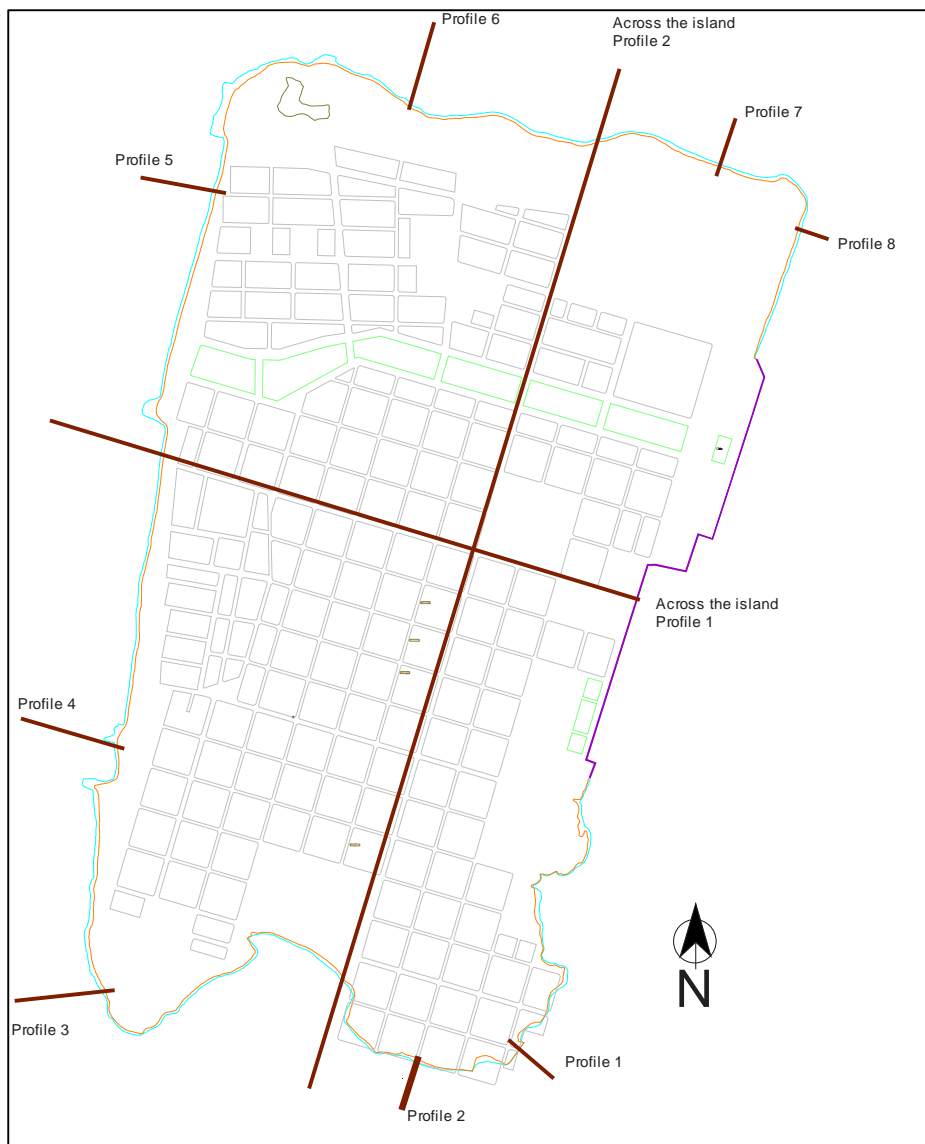 Profile 6
Across the island
Profile 2
Profile 7
Profile 5
Profile 8
Across the island
Profile 1
Profile 4
N
Profile 3
Profile 1
Profile 2